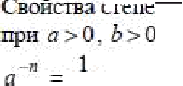 Свойства степе
при a > 0, b > 0
a⁻ⁿ = 1